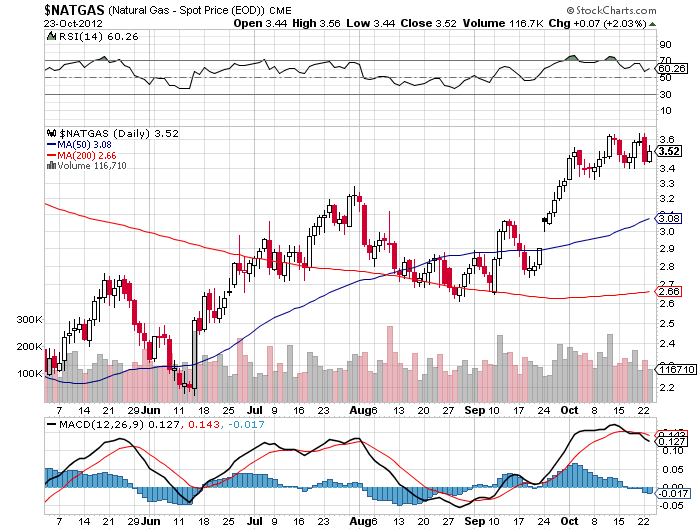 $NATGAS (Natural Gas - Spot Price (EOD)) CME © StockCharts.com
23-Oct-2012 Open 3.44 High 3.56 Low 3.44 Close 3.52 Volume 116.7K Chg +0.07 (+2.03%)
RSI(14) 60.26
90
70
60.26
50
30
10
$NATGAS (Daily) 3.52
MA(50) 3.08
MA(200) 2.66
Volume 116,710
3.6
3.52
3.4
3.3
3.2
3.1
3.08
3.0
2.9
2.8
2.7
2.66
2.6
2.5
2.4
2.3
2.2
300K
200K
100K
116710
7 14 21 29 Jun 11 18 25 Jul 9 16 23 Aug 6 13 20 27 Sep 10 17 24 Oct 8 15 22
MACD(12,26,9) 0.127, 0.143, -0.017
0.143
0.127
0.10
0.05
0.00
-0.017
-0.05
7 14 21 29 Jun 11 18 25 Jul 9 16 23 Aug 6 13 20 27 Sep 10 17 24 Oct 8 15 22